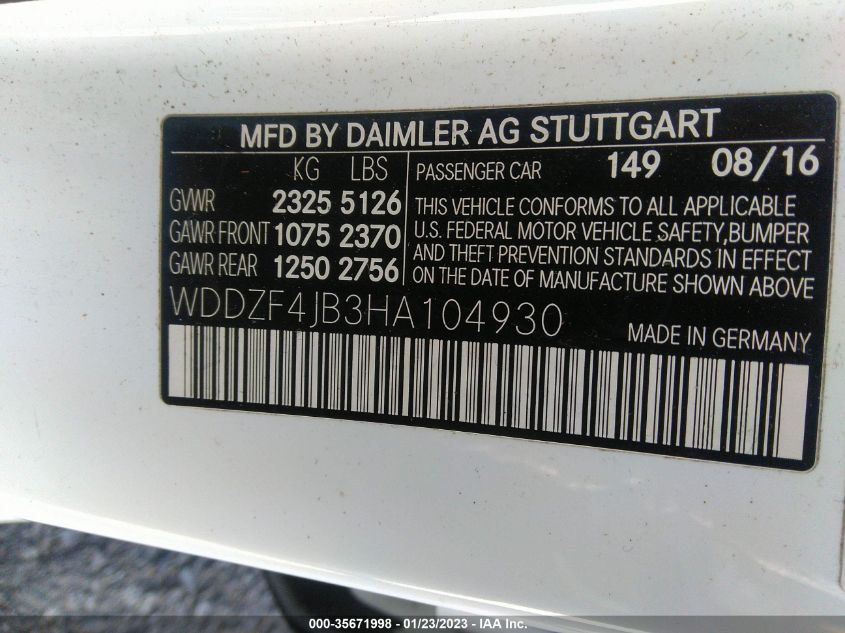 MFD BY DAIMLER AG STUTTGART
KG LBS
GVWR 2325 5126
GAWR FRONT 1075 2370
GAWR REAR 1250 2756
PASSENGER CAR 149 08/16
THIS VEHICLE CONFORMS TO ALL APPLICABLE
U.S. FEDERAL MOTOR VEHICLE SAFETY,BUMPER
AND THEFT PREVENTION STANDARDS IN EFFECT
ON THE DATE OF MANUFACTURE SHOWN ABOVE
WDDZF4JB3HA104930
MADE IN GERMANY
000-35671998 - 01/23/2023 - IAA Inc.